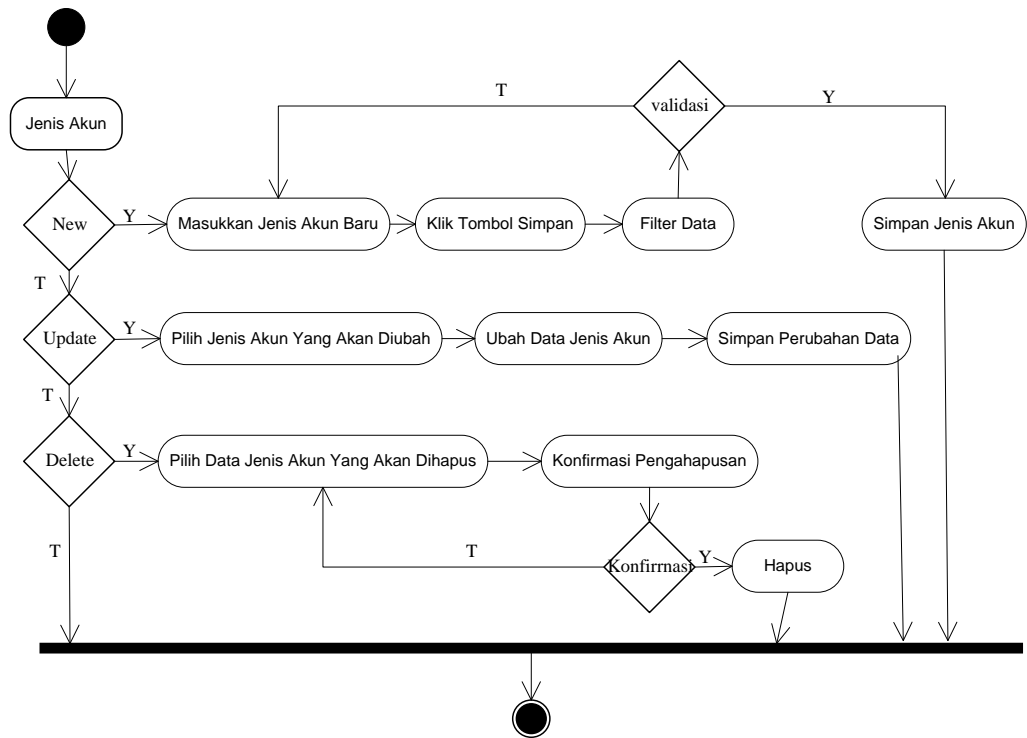 T
validasi
Y
Jenis Akun
New
Y
Masukkan Jenis Akun Baru
Klik Tombol Simpan
Filter Data
Simpan Jenis Akun
T
Update
Y
Pilih Jenis Akun Yang Akan Diubah
Ubah Data Jenis Akun
Simpan Perubahan Data
T
Delete
Y
Pilih Data Jenis Akun Yang Akan Dihapus
Konfirmasi Pengahapusan
T
T
Konfirrnasi
Y
Hapus